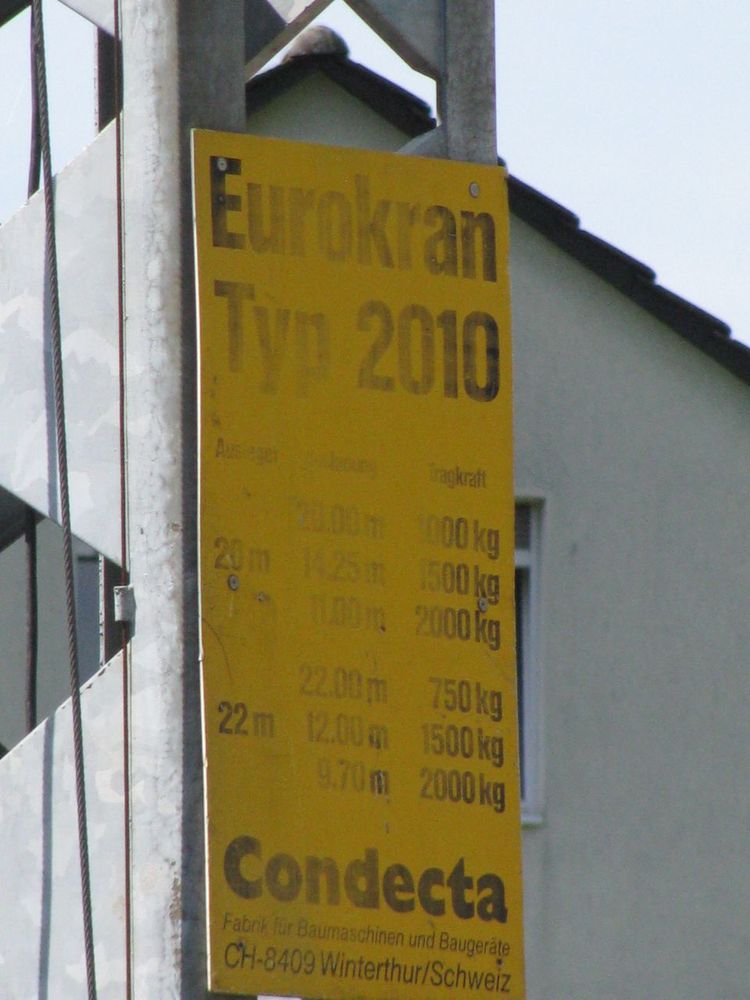 Eurokran
Typ 2010
Ausleger Ausladung Tragkraft
20.00 m 1000 kg
20 m 14.25 m 1500 kg
11.00 m 2000 kg
22.00 m 750 kg
22 m 12.00 m 1500 kg
9.70 m 2000 kg
Condecta
Fabrik für Baumaschinen und Baugeräte
CH-8409 Winterthur/Schweiz